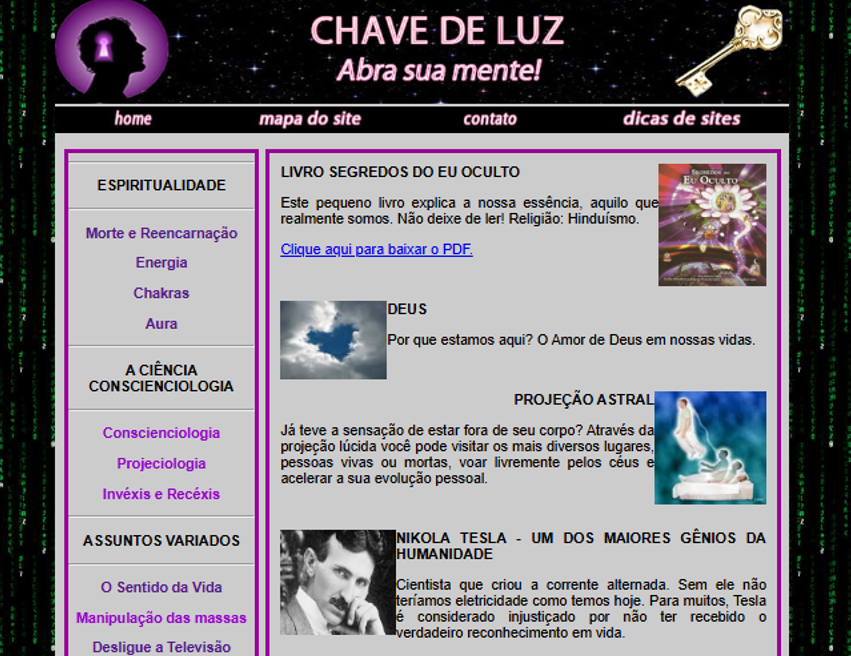 CHAVE DE LUZ
Abra sua mente!
home
mapa do site
contato
dicas de sites
ESPIRITUALIDADE
Morte e Reencarnação
Energia
Chakras
Aura
A CIÊNCIA
CONSCIENCIOLOGIA
Conscienciologia
Projeciologia
Invéxis e Recéxis
ASSUNTOS VARIADOS
O Sentido da Vida
Manipulação das massas
Desligue a Televisão
LIVRO SEGREDOS DO EU OCULTO
Este pequeno livro explica a nossa essência, aquilo que
realmente somos. Não deixe de ler! Religião: Hinduísmo.
Clique aqui para baixar o PDF.
SEGREDOS DO
EU OCULTO
DEUS
Por que estamos aqui? O Amor de Deus em nossas vidas.
PROJEÇÃO ASTRAL
Já teve a sensação de estar fora de seu corpo? Através da
projeção lúcida você pode visitar os mais diversos lugares,
pessoas vivas ou mortas, voar livremente pelos céus e
acelerar a sua evolução pessoal.
NIKOLA TESLA - UM DOS MAIORES GÊNIOS DA
HUMANIDADE
Cientista que criou a corrente alternada. Sem ele não
teríamos eletricidade como temos hoje. Para muitos, Tesla
é considerado injustiçado por não ter recebido o
verdadeiro reconhecimento em vida.